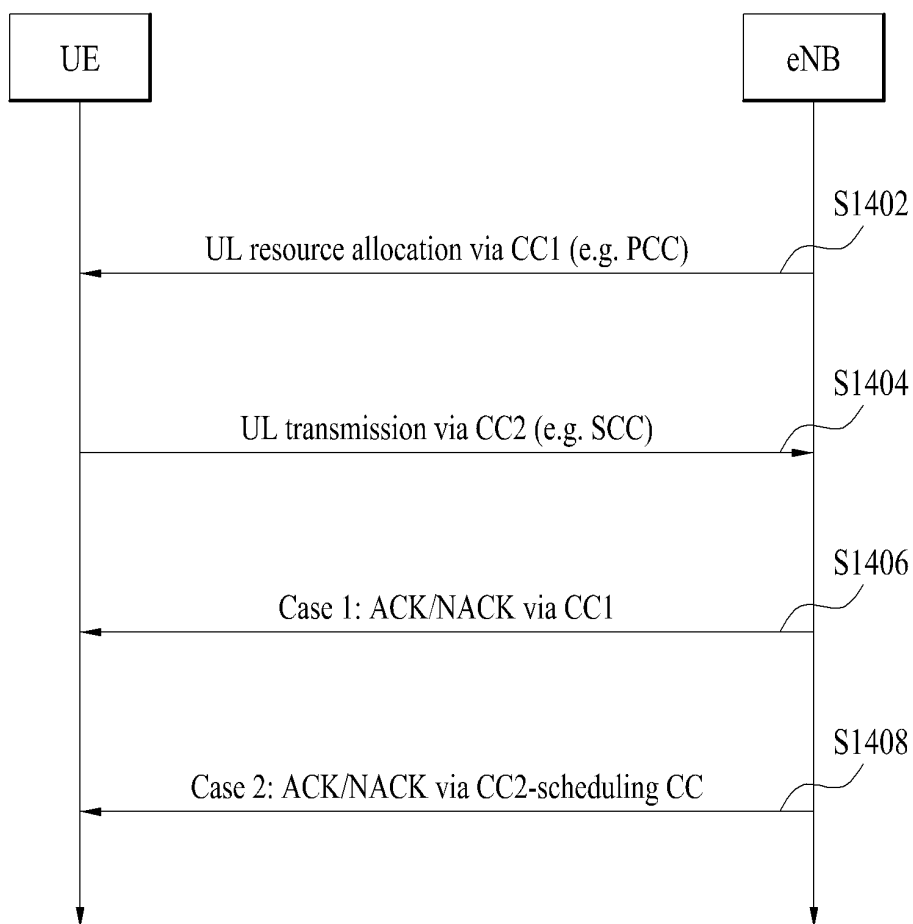 UE
eNB
S1402
UL resource allocation via CC1 (e.g. PCC)
S1404
UL transmission via CC2 (e.g. SCC)
S1406
Case 1: ACK/NACK via CC1
S1408
Case 2: ACK/NACK via CC2-scheduling CC